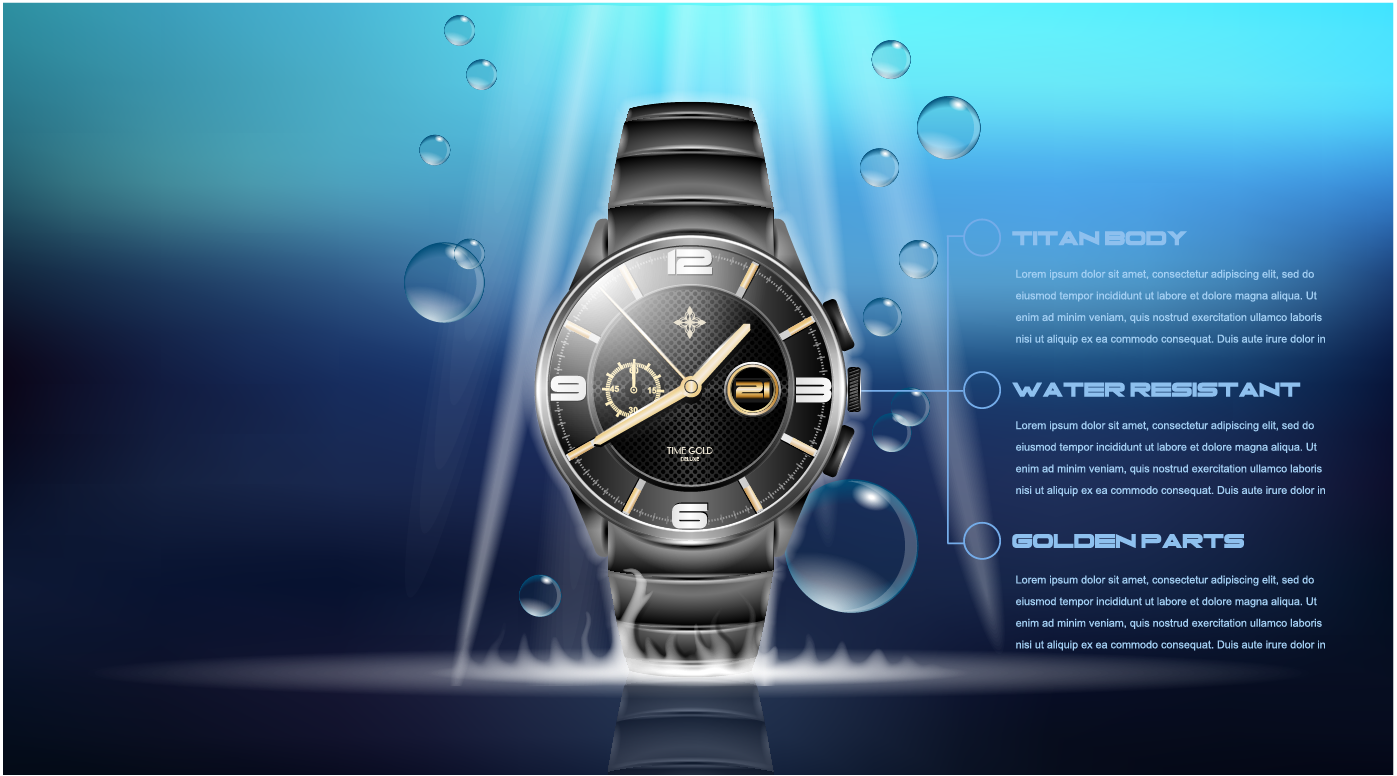 12
9
3
6
60
45
15
30
21
TIME GOLD
DELUXE
TITAN BODY
Lorem ipsum dolor sit amet, consectetur adipiscing elit, sed do
eiusmod tempor incididunt ut labore et dolore magna aliqua. Ut
enim ad minim veniam, quis nostrud exercitation ullamco laboris
nisi ut aliquip ex ea commodo consequat. Duis aute irure dolor in
WATER RESISTANT
Lorem ipsum dolor sit amet, consectetur adipiscing elit, sed do
eiusmod tempor incididunt ut labore et dolore magna aliqua. Ut
enim ad minim veniam, quis nostrud exercitation ullamco laboris
nisi ut aliquip ex ea commodo consequat. Duis aute irure dolor in
GOLDEN PARTS
Lorem ipsum dolor sit amet, consectetur adipiscing elit, sed do
eiusmod tempor incididunt ut labore et dolore magna aliqua. Ut
enim ad minim veniam, quis nostrud exercitation ullamco laboris
nisi ut aliquip ex ea commodo consequat. Duis aute irure dolor in